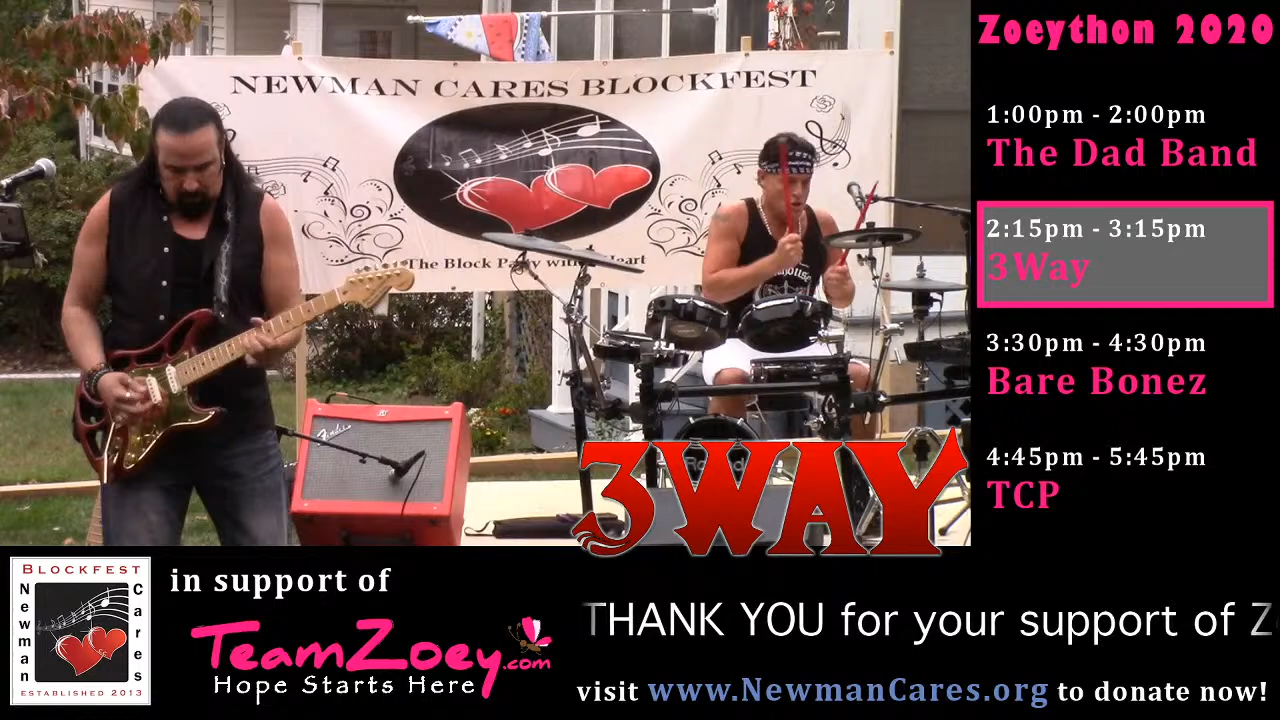 NEWMAN CARES BLOCKFEST
The Block Party with Heart
Fender
3WAY
Zoeython 2020
1:00pm - 2:00pm
The Dad Band
2:15pm - 3:15pm
3Way
3:30pm - 4:30pm
Bare Bonez
4:45pm - 5:45pm
TCP
BLOCKFEST
Newman
Cares
ESTABLISHED 2013
in support of
TeamZoey.com
Hope Starts Here
THANK YOU for your support of
visit www.NewmanCares.org to donate now!